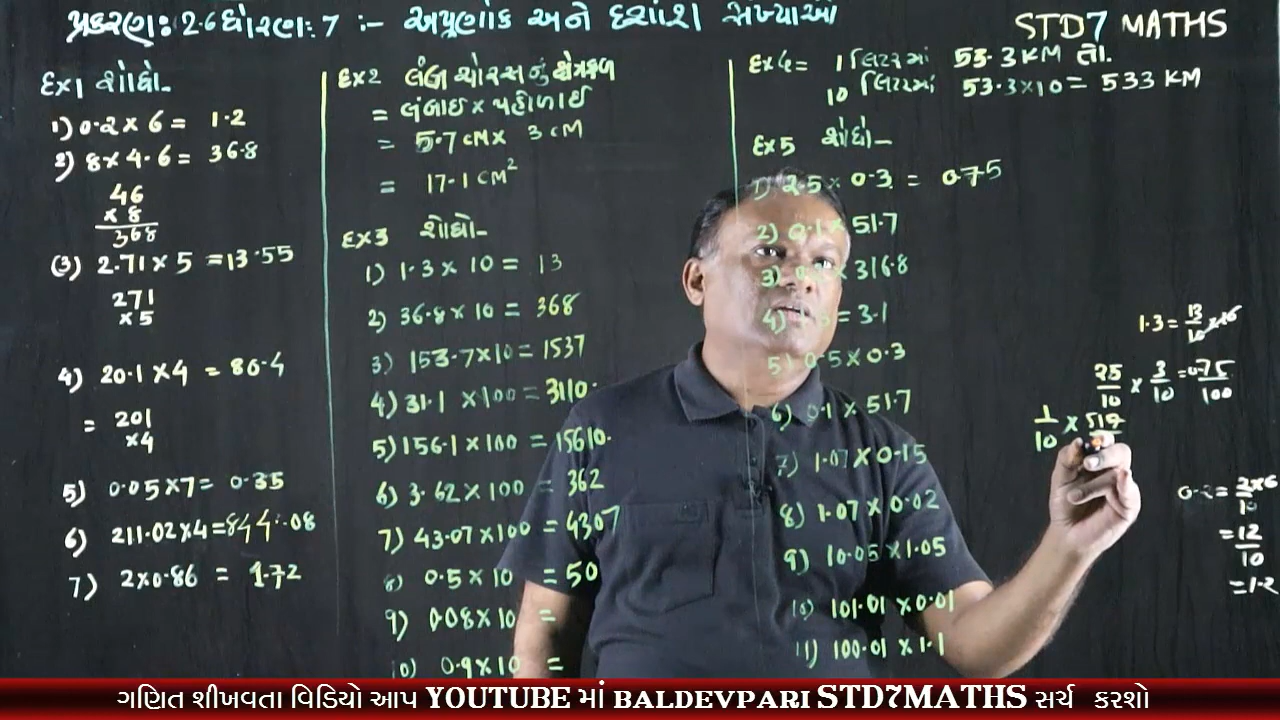 પ્રકરણ: 2.6 ધોરણ: 7 :- અપૂર્ણાંક અને દશાંશ સંખ્યાઓ
STD7 MATHS
Ex1 શોધો-
1) 0.2 × 6 = 1.2
2) 8 × 4.6 = 36.8
46
× 8
368
(3) 2.71 × 5 = 13.55
271
× 5
4) 20.1 × 4 = 80.4
= 201
× 4
5) 0.05 × 7 = 0.35
6) 211.02 × 4 = 844.08
7) 2 × 0.86 = 1.72
Ex2 લંબચોરસનું ક્ષેત્રફળ
= લંબાઈ × પહોળાઈ
= 5.7 CM × 3 CM
= 17.1 CM²
Ex3 શોધો-
1) 1.3 × 10 = 13
2) 36.8 × 10 = 368
3) 153.7 × 10 = 1537
4) 31.1 × 100 = 3110.
5) 156.1 × 100 = 15610.
6) 3.62 × 100 = 362
7) 43.07 × 100 = 4307
8) 0.5 × 10 = 50
9) 0.08 × 10 =
10) 0.9 × 10 =
Ex4 = 1 લિટરમાં 53.3 KM તો.
10 લિટરમાં 53.3 × 10 = 533 KM
Ex5 શોધો-
1) 2.5 × 0.3 = 0.75
2) 0.1 × 51.7
3) × 316.8
4) = 3.1
5) 0.5 × 0.3
6) 0.1 × 51.7
7) 1.07 × 0.15
8) 1.07 × 0.02
9) 10.05 × 1.05
10) 101.01 × 0.01
11) 100.01 × 1.1
1.3 = 13/10 × 10
25/10 × 3/10 = 0.75/100
1/10 × 517
0.2 = 2×6/10
= 12/10
= 1.2
ગણિત શીખવતા વિડિયો આપ YOUTUBE માં BALDEVPARI STD7MATHS સર્ચ કરશો